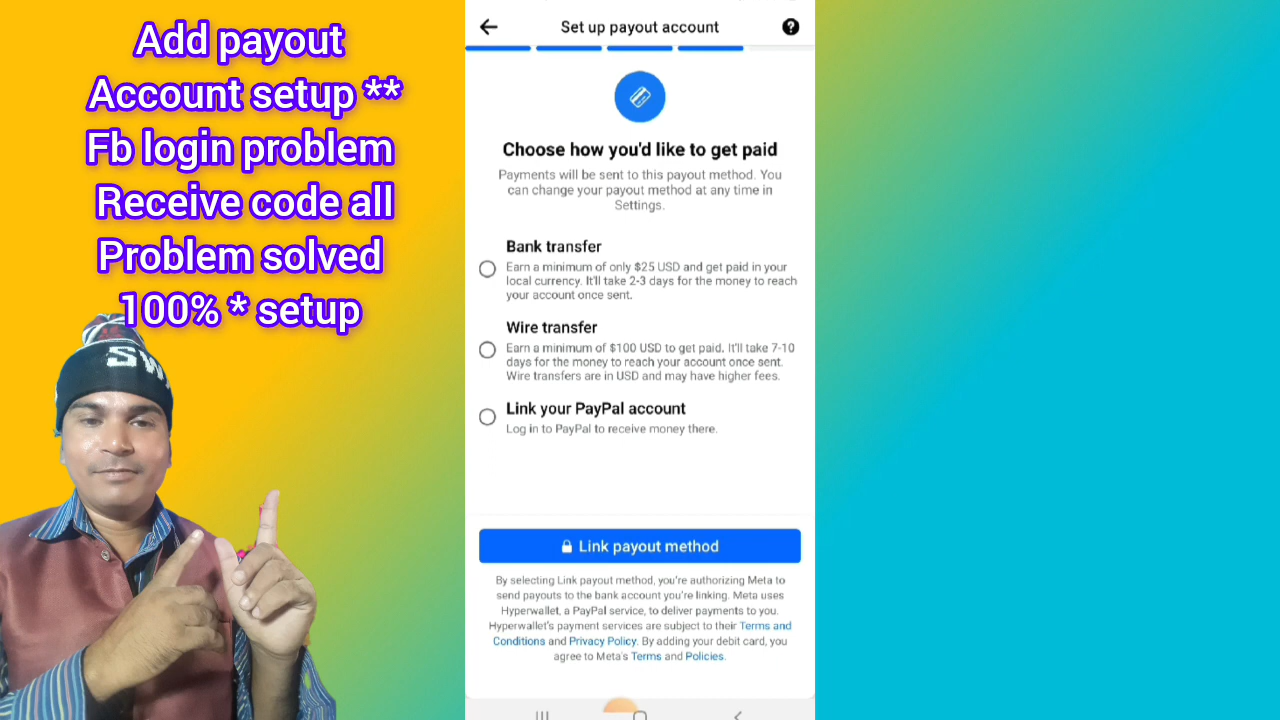 Add payout
Account setup **
Fb login problem
Receive code all
Problem solved
100% * setup
SW
Set up payout account
?
Choose how you'd like to get paid
Payments will be sent to this payout method. You
can change your payout method at any time in
Settings.
Bank transfer
Earn a minimum of only $25 USD and get paid in your
local currency. It'll take 2-3 days for the money to reach
your account once sent.
Wire transfer
Earn a minimum of $100 USD to get paid. It'll take 7-10
days for the money to reach your account once sent.
Wire transfers are in USD and may have higher fees.
Link your PayPal account
Log in to PayPal to receive money there.
Link payout method
By selecting Link payout method, you're authorizing Meta to
send payouts to the bank account you're linking. Meta uses
Hyperwallet, a PayPal service, to deliver payments to you.
Hyperwallet's payment services are subject to their Terms and
Conditions and Privacy Policy. By adding your debit card, you
agree to Meta's Terms and Policies.